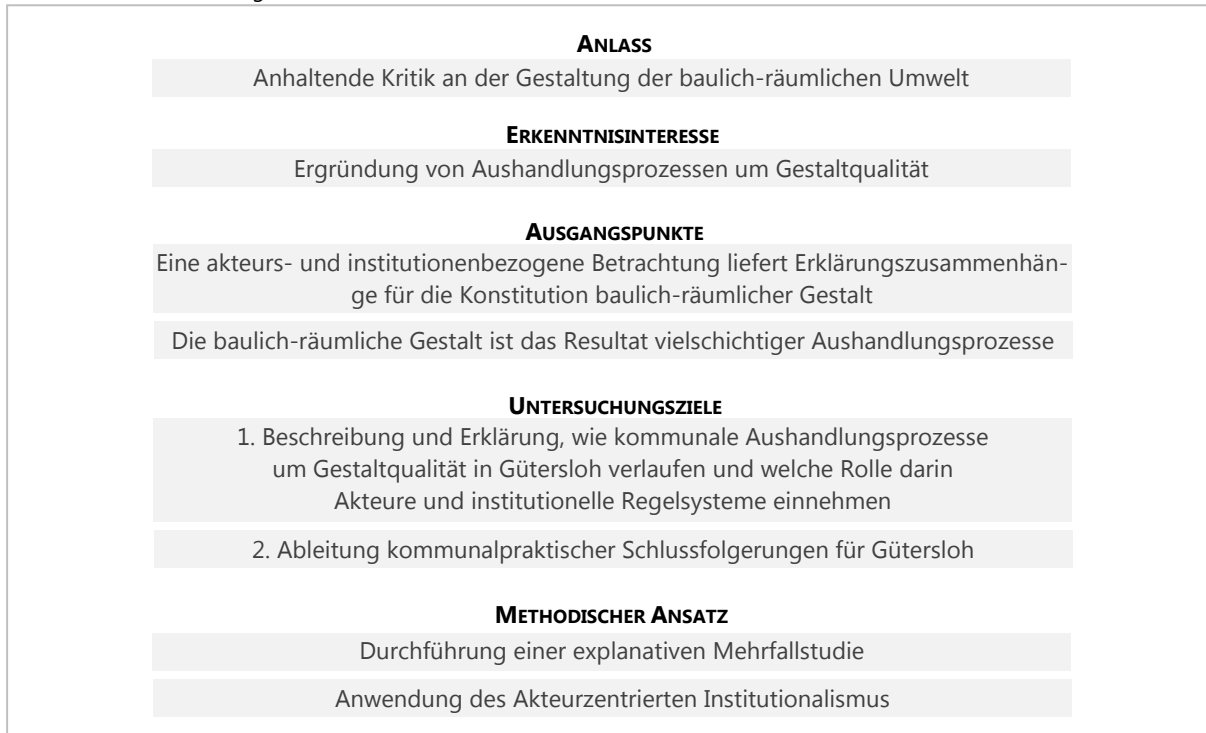 ANLASS
Anhaltende Kritik an der Gestaltung der baulich-räumlichen Umwelt
ERKENNTNISINTERESSE
Ergründung von Aushandlungsprozessen um Gestaltqualität
AUSGANGSPUNKTE
Eine akteurs- und institutionenbezogene Betrachtung liefert Erklärungszusammenhän-
ge für die Konstitution baulich-räumlicher Gestalt
Die baulich-räumliche Gestalt ist das Resultat vielschichtiger Aushandlungsprozesse
UNTERSUCHUNGSZIELE
1. Beschreibung und Erklärung, wie kommunale Aushandlungsprozesse
um Gestaltqualität in Gütersloh verlaufen und welche Rolle darin
Akteure und institutionelle Regelsysteme einnehmen
2. Ableitung kommunalpraktischer Schlussfolgerungen für Gütersloh
METHODISCHER ANSATZ
Durchführung einer explanativen Mehrfallstudie
Anwendung des Akteurzentrierten Institutionalismus